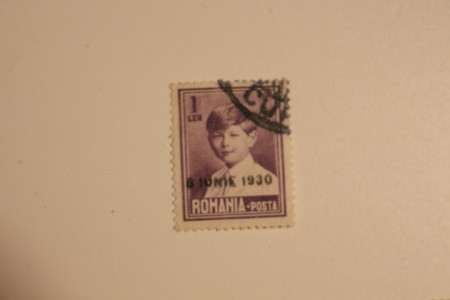 1
LEU
8 IUNIE 1930
ROMANIA·POSTA